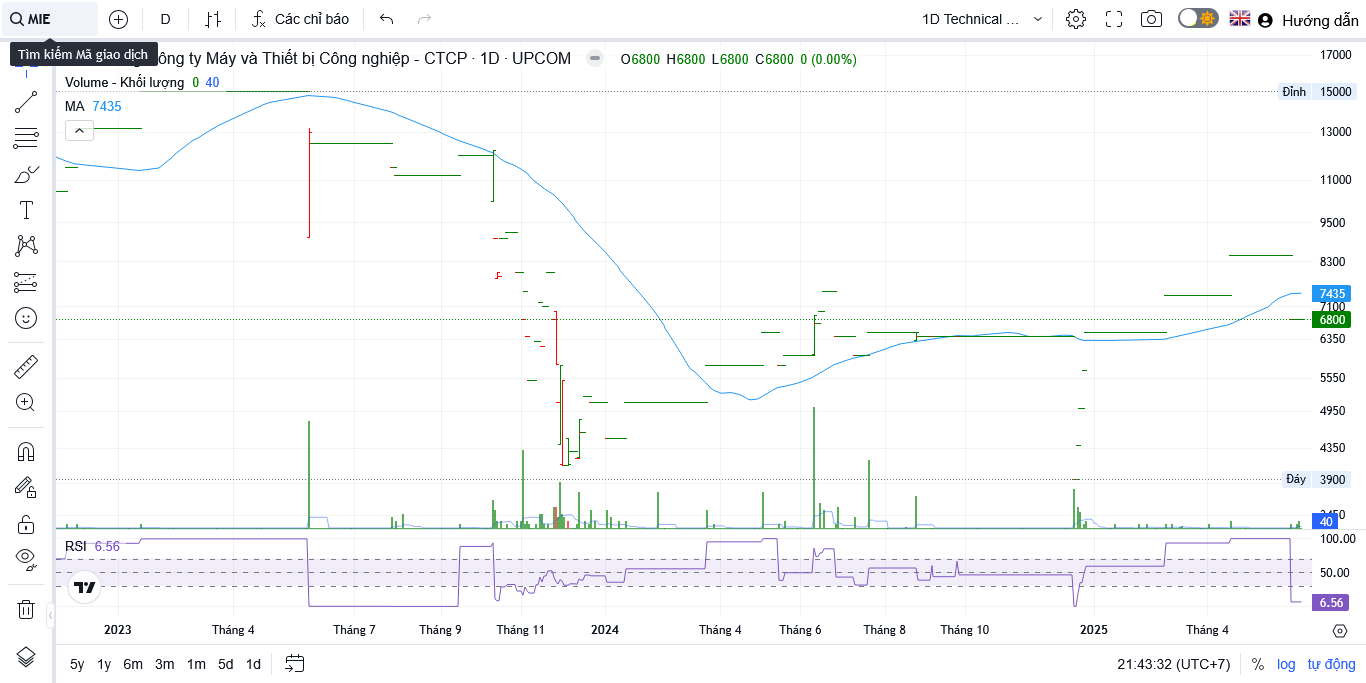 MIE
D
Các chỉ báo
1D Technical ...
Hướng dẫn
Tìm kiếm Mã giao dịch
ông ty Máy và Thiết bị Công nghiệp - CTCP · 1D · UPCOM
O6800 H6800 L6800 C6800 0 (0.00%)
Volume - Khối lượng 0 40
MA 7435
17000
Đỉnh 15000
13000
11000
9500
8300
7435
7100
6800
6350
5550
4950
4350
Đáy 3900
3450
40
RSI 6.56
100.00
50.00
6.56
2023 Tháng 4 Tháng 7 Tháng 9 Tháng 11 2024 Tháng 4 Tháng 6 Tháng 8 Tháng 10 2025 Tháng 4
5y 1y 6m 3m 1m 5d 1d
21:43:32 (UTC+7) % log tự động